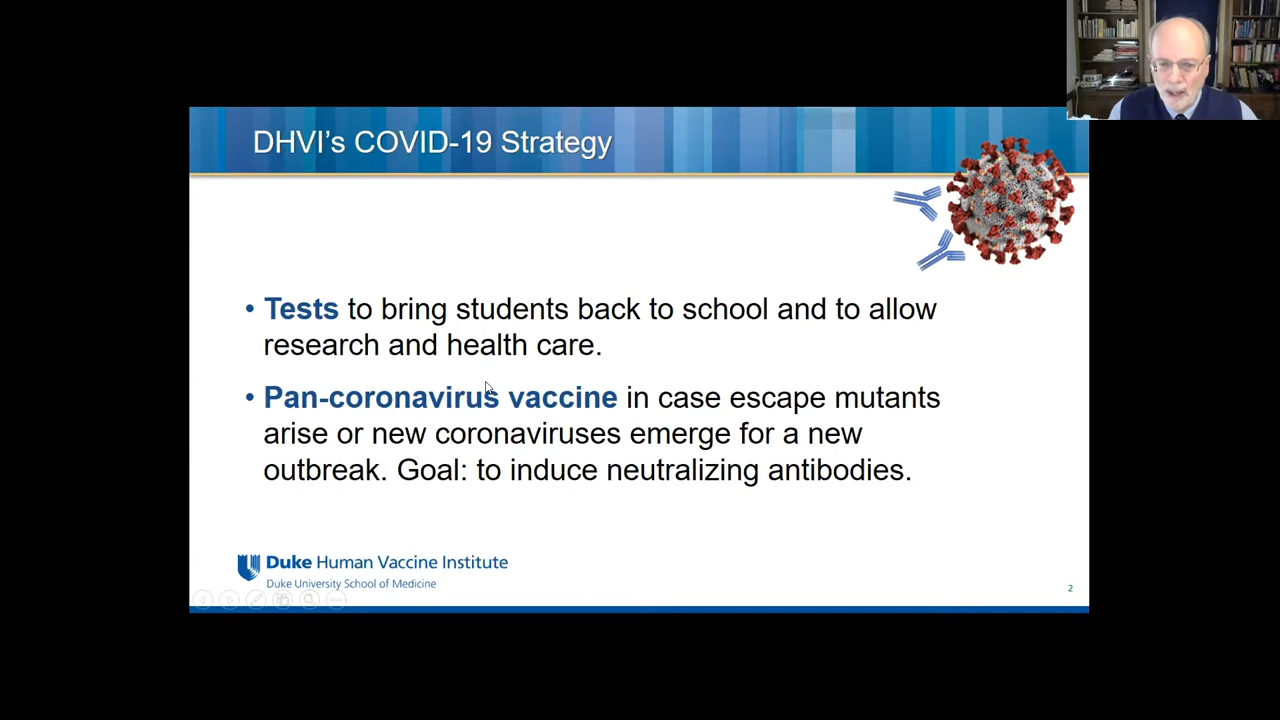 DHVI's COVID-19 Strategy
• Tests to bring students back to school and to allow
research and health care.
• Pan-coronavirus vaccine in case escape mutants
arise or new coronaviruses emerge for a new
outbreak. Goal: to induce neutralizing antibodies.
Duke Human Vaccine Institute
Duke University School of Medicine
2